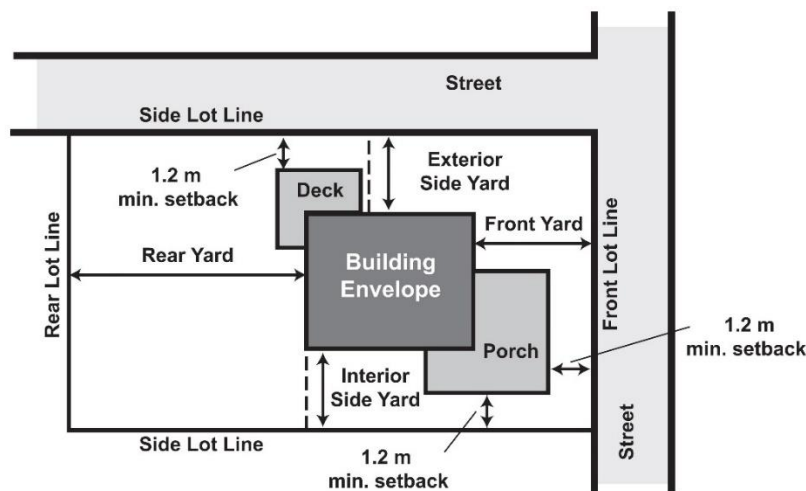 Street
Side Lot Line
1.2 m
min. setback
Deck
Exterior
Side Yard
Front Yard
Rear Yard
Building
Envelope
Rear Lot Line
Front Lot Line
1.2 m
min. setback
Porch
Interior
Side Yard
Side Lot Line
1.2 m
min. setback
Street